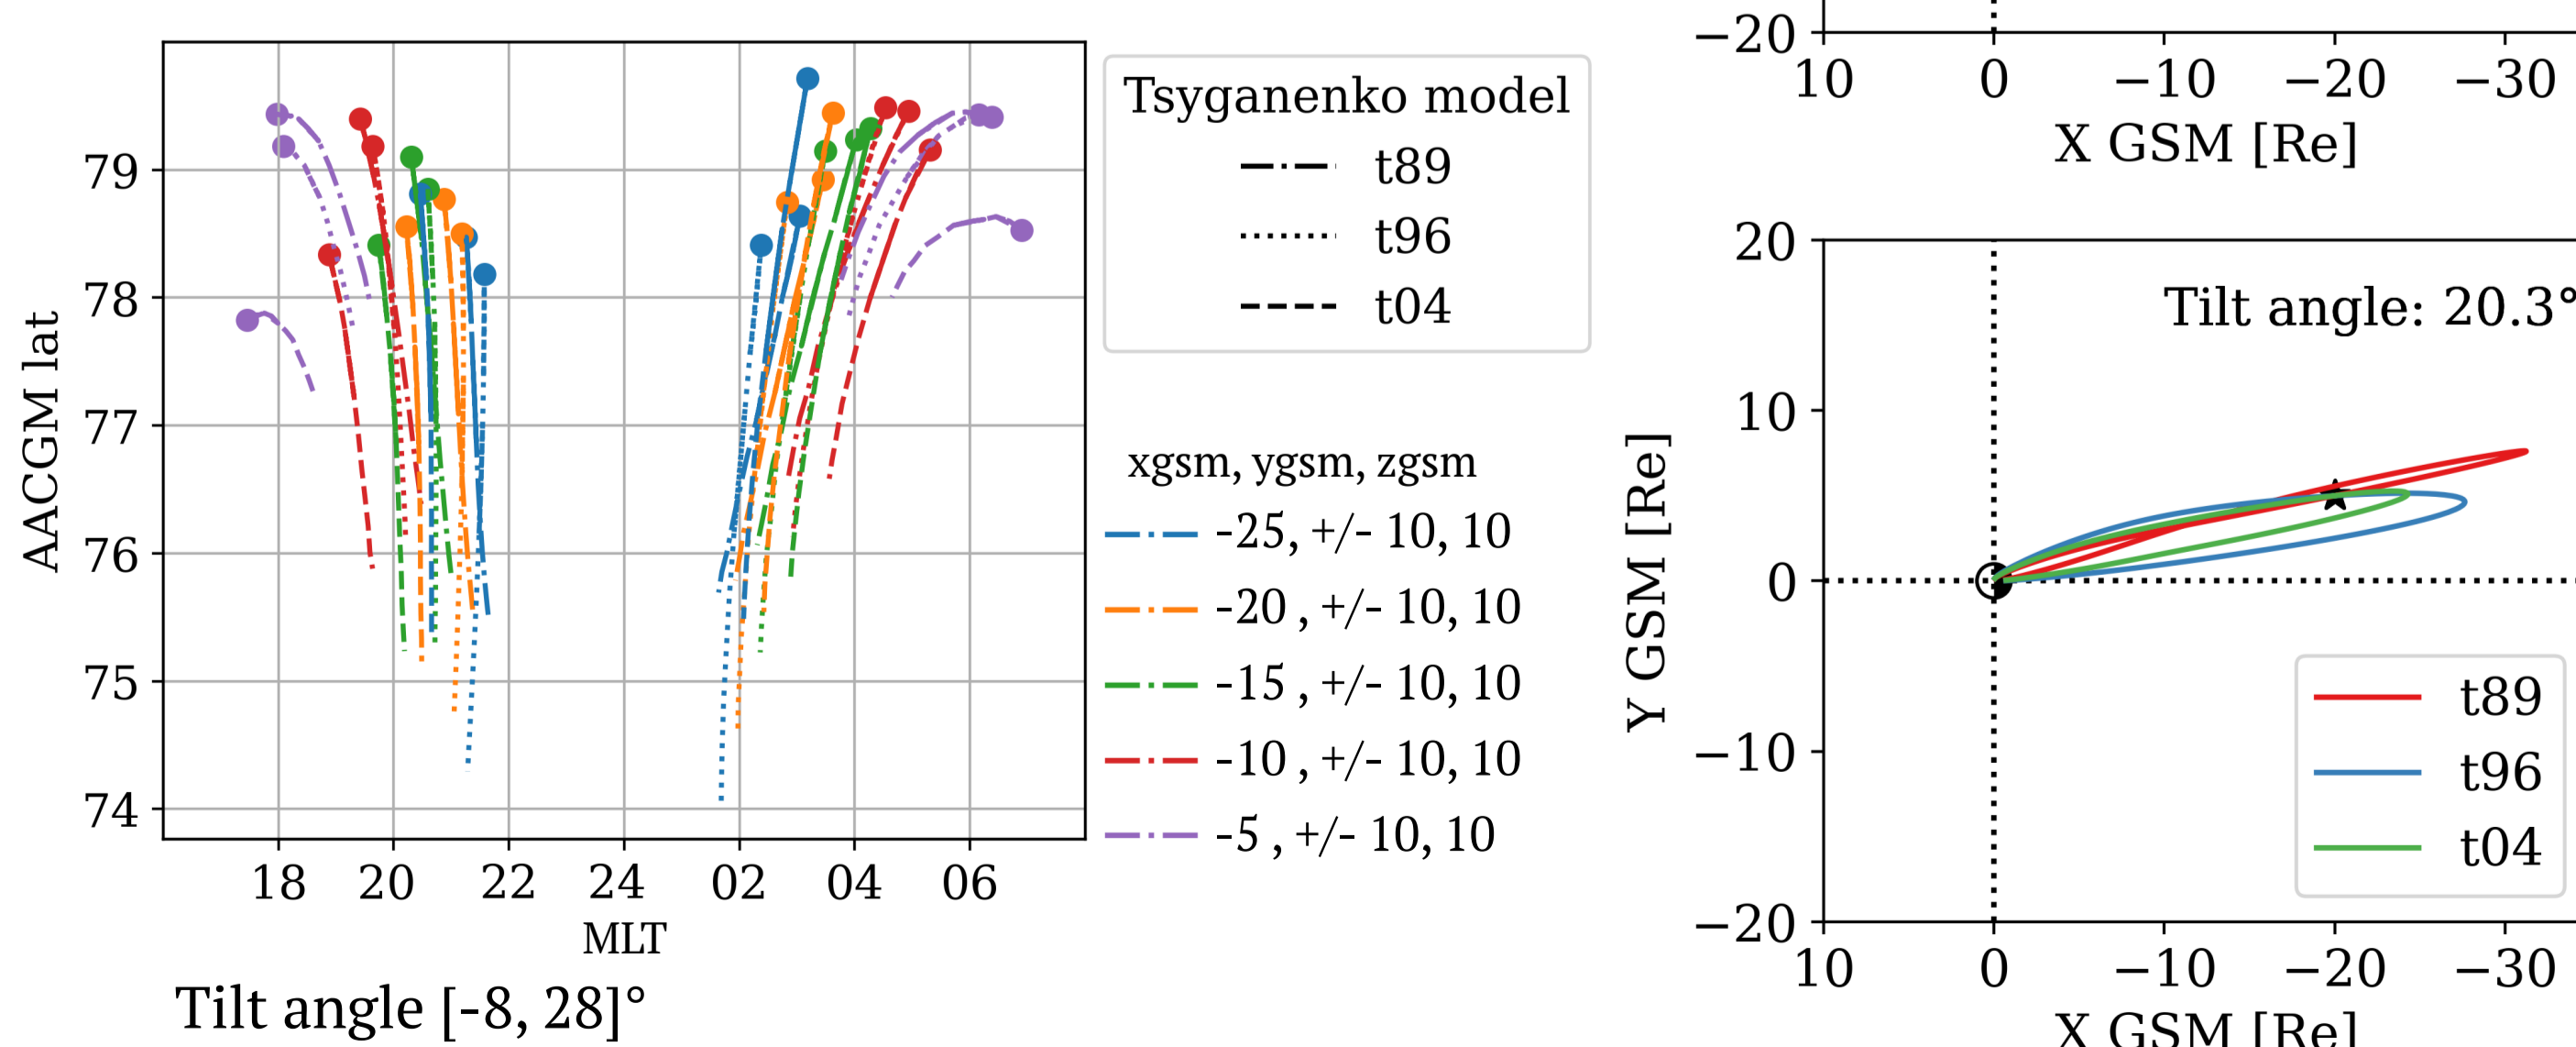 79
78
77
76
75
74
AACGM lat
18 20 22 24 02 04 06
MLT
Tilt angle [-8, 28]°
Tsyganenko model
t89
t96
t04
xgsm, ygsm, zgsm
-25, +/- 10, 10
-20 , +/- 10, 10
-15 , +/- 10, 10
-10 , +/- 10, 10
-5 , +/- 10, 10
−20
10 0 −10 −20 −30
X GSM [Re]
20
10
0
−10
−20
Y GSM [Re]
Tilt angle: 20.3°
t89
t96
t04
10 0 −10 −20 −30
X GSM [Re]